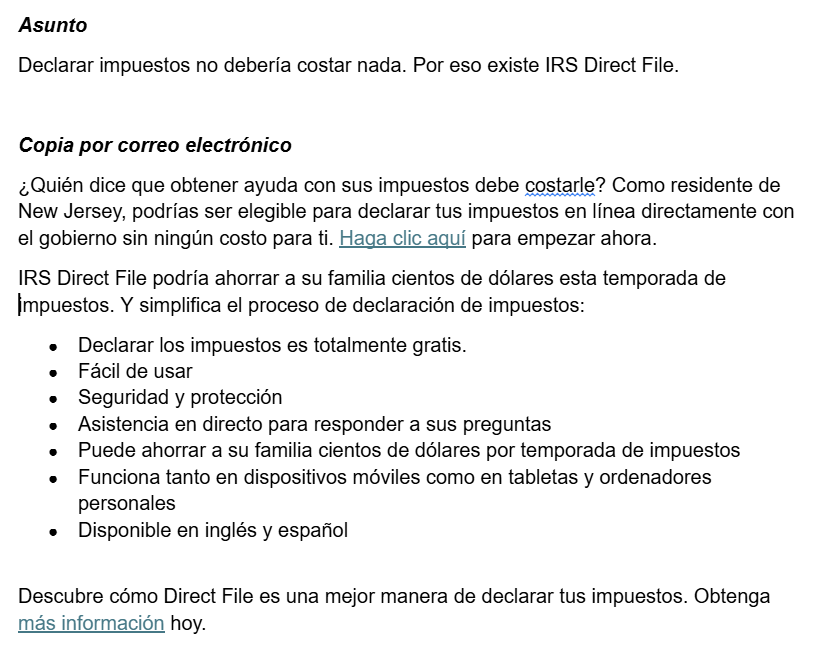 Asunto
Declarar impuestos no debería costar nada. Por eso existe IRS Direct File.
Copia por correo electrónico
¿Quién dice que obtener ayuda con sus impuestos debe costarle? Como residente de
New Jersey, podrías ser elegible para declarar tus impuestos en línea directamente con
el gobierno sin ningún costo para ti. Haga clic aquí para empezar ahora.
IRS Direct File podría ahorrar a su familia cientos de dólares esta temporada de
impuestos. Y simplifica el proceso de declaración de impuestos:
● Declarar los impuestos es totalmente gratis.
● Fácil de usar
● Seguridad y protección
● Asistencia en directo para responder a sus preguntas
● Puede ahorrar a su familia cientos de dólares por temporada de impuestos
● Funciona tanto en dispositivos móviles como en tabletas y ordenadores
personales
● Disponible en inglés y español
Descubre cómo Direct File es una mejor manera de declarar tus impuestos. Obtenga
más información hoy.